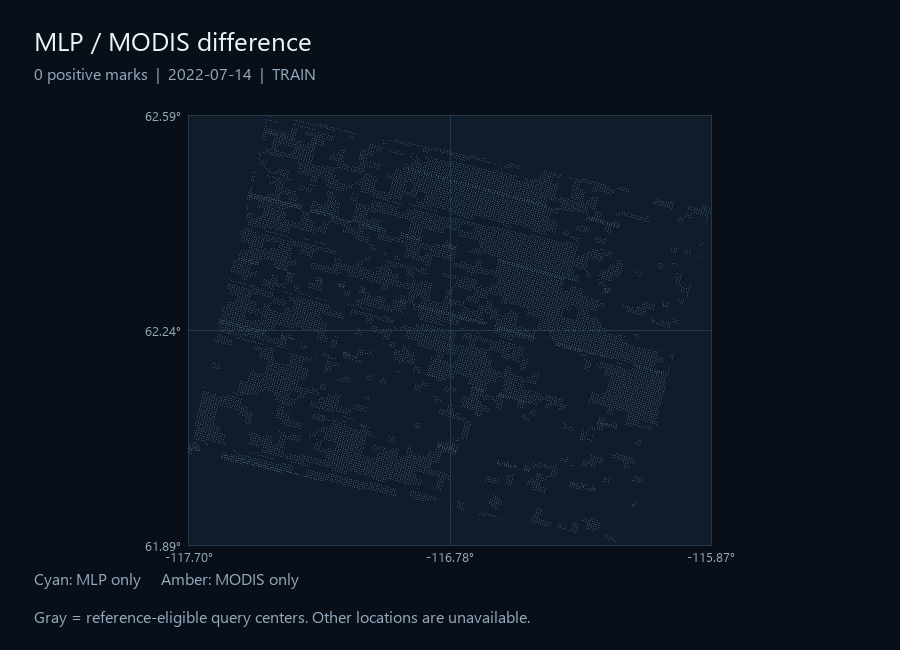 MLP / MODIS difference
0 positive marks | 2022-07-14 | TRAIN
62.59°
62.24°
61.89°
-117.70° -116.78° -115.87°
Cyan: MLP only Amber: MODIS only
Gray = reference-eligible query centers. Other locations are unavailable.